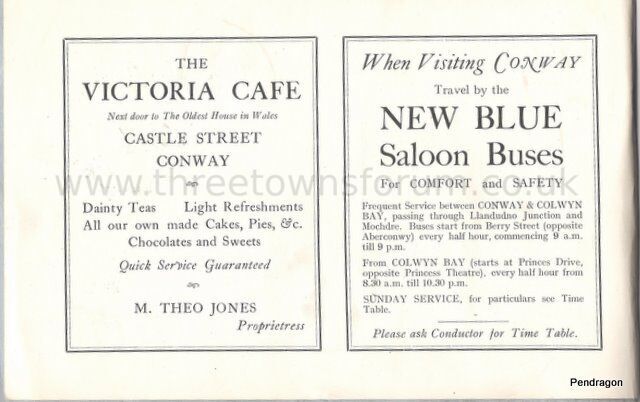 THE
VICTORIA CAFE
Next door to The Oldest House in Wales
CASTLE STREET
CONWAY
Dainty Teas Light Refreshments
All our own made Cakes, Pies, &c.
Chocolates and Sweets
Quick Service Guaranteed
M. THEO JONES
Proprietress
When Visiting CONWAY
Travel by the
NEW BLUE
Saloon Buses
For COMFORT and SAFETY
Frequent Service between CONWAY & COLWYN
BAY, passing through Llandudno Junction and
Mochdre. Buses start from Berry Street (opposite
Aberconwy) every half hour, commencing 9 a.m.
till 9 p.m.
From COLWYN BAY (starts at Princes Drive,
opposite Princess Theatre), every half hour from
8.30 a.m. till 10.30 p.m.
SUNDAY SERVICE, for particulars see Time
Table.
Please ask Conductor for Time Table.
www.threetownsforum.co.uk
Pendragon